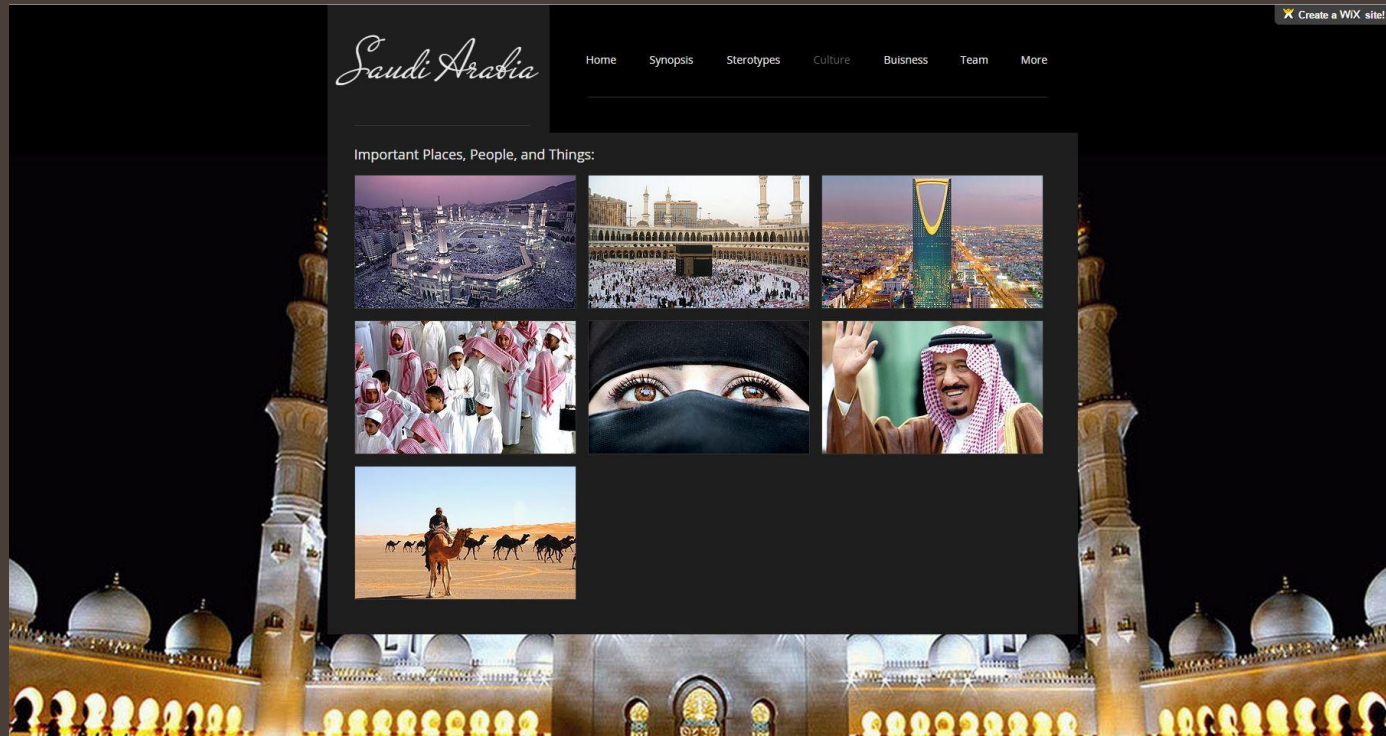 Create a WiX site!
Saudi Arabia
Home Synopsis Sterotypes Culture Buisness Team More
Important Places, People, and Things: